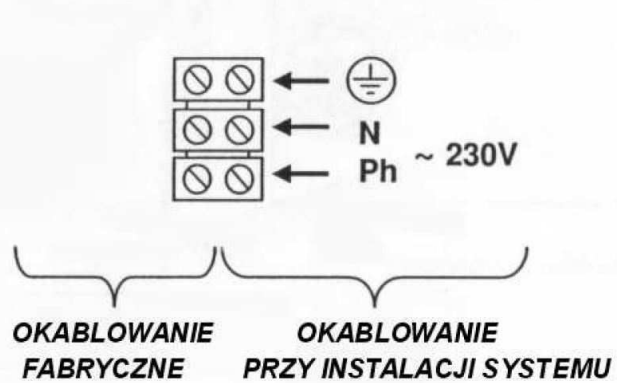 N
Ph ~ 230V
OKABLOWANIE FABRYCZNE
OKABLOWANIE PRZY INSTALACJI SYSTEMU